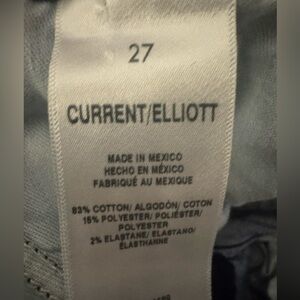 27
CURRENT/ELLIOTT
MADE IN MEXICO
HECHO EN MÉXICO
FABRIQUÉ AU MEXIQUE
83% COTTON/ ALGODÓN/ COTON
15% POLYESTER/ POLIÉSTER/
POLYESTER
2% ELASTANE/ ELASTANO/
ÉLASTHANNE